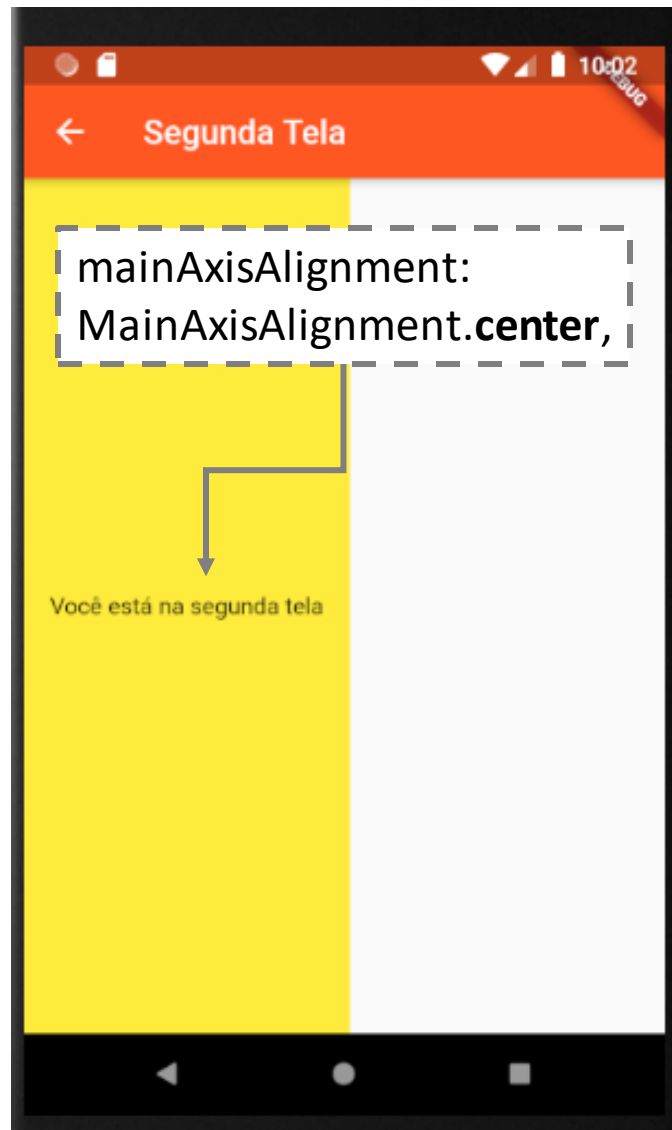 10:02
DEBUG
Segunda Tela
mainAxisAlignment:
MainAxisAlignment.center,
Você está na segunda tela